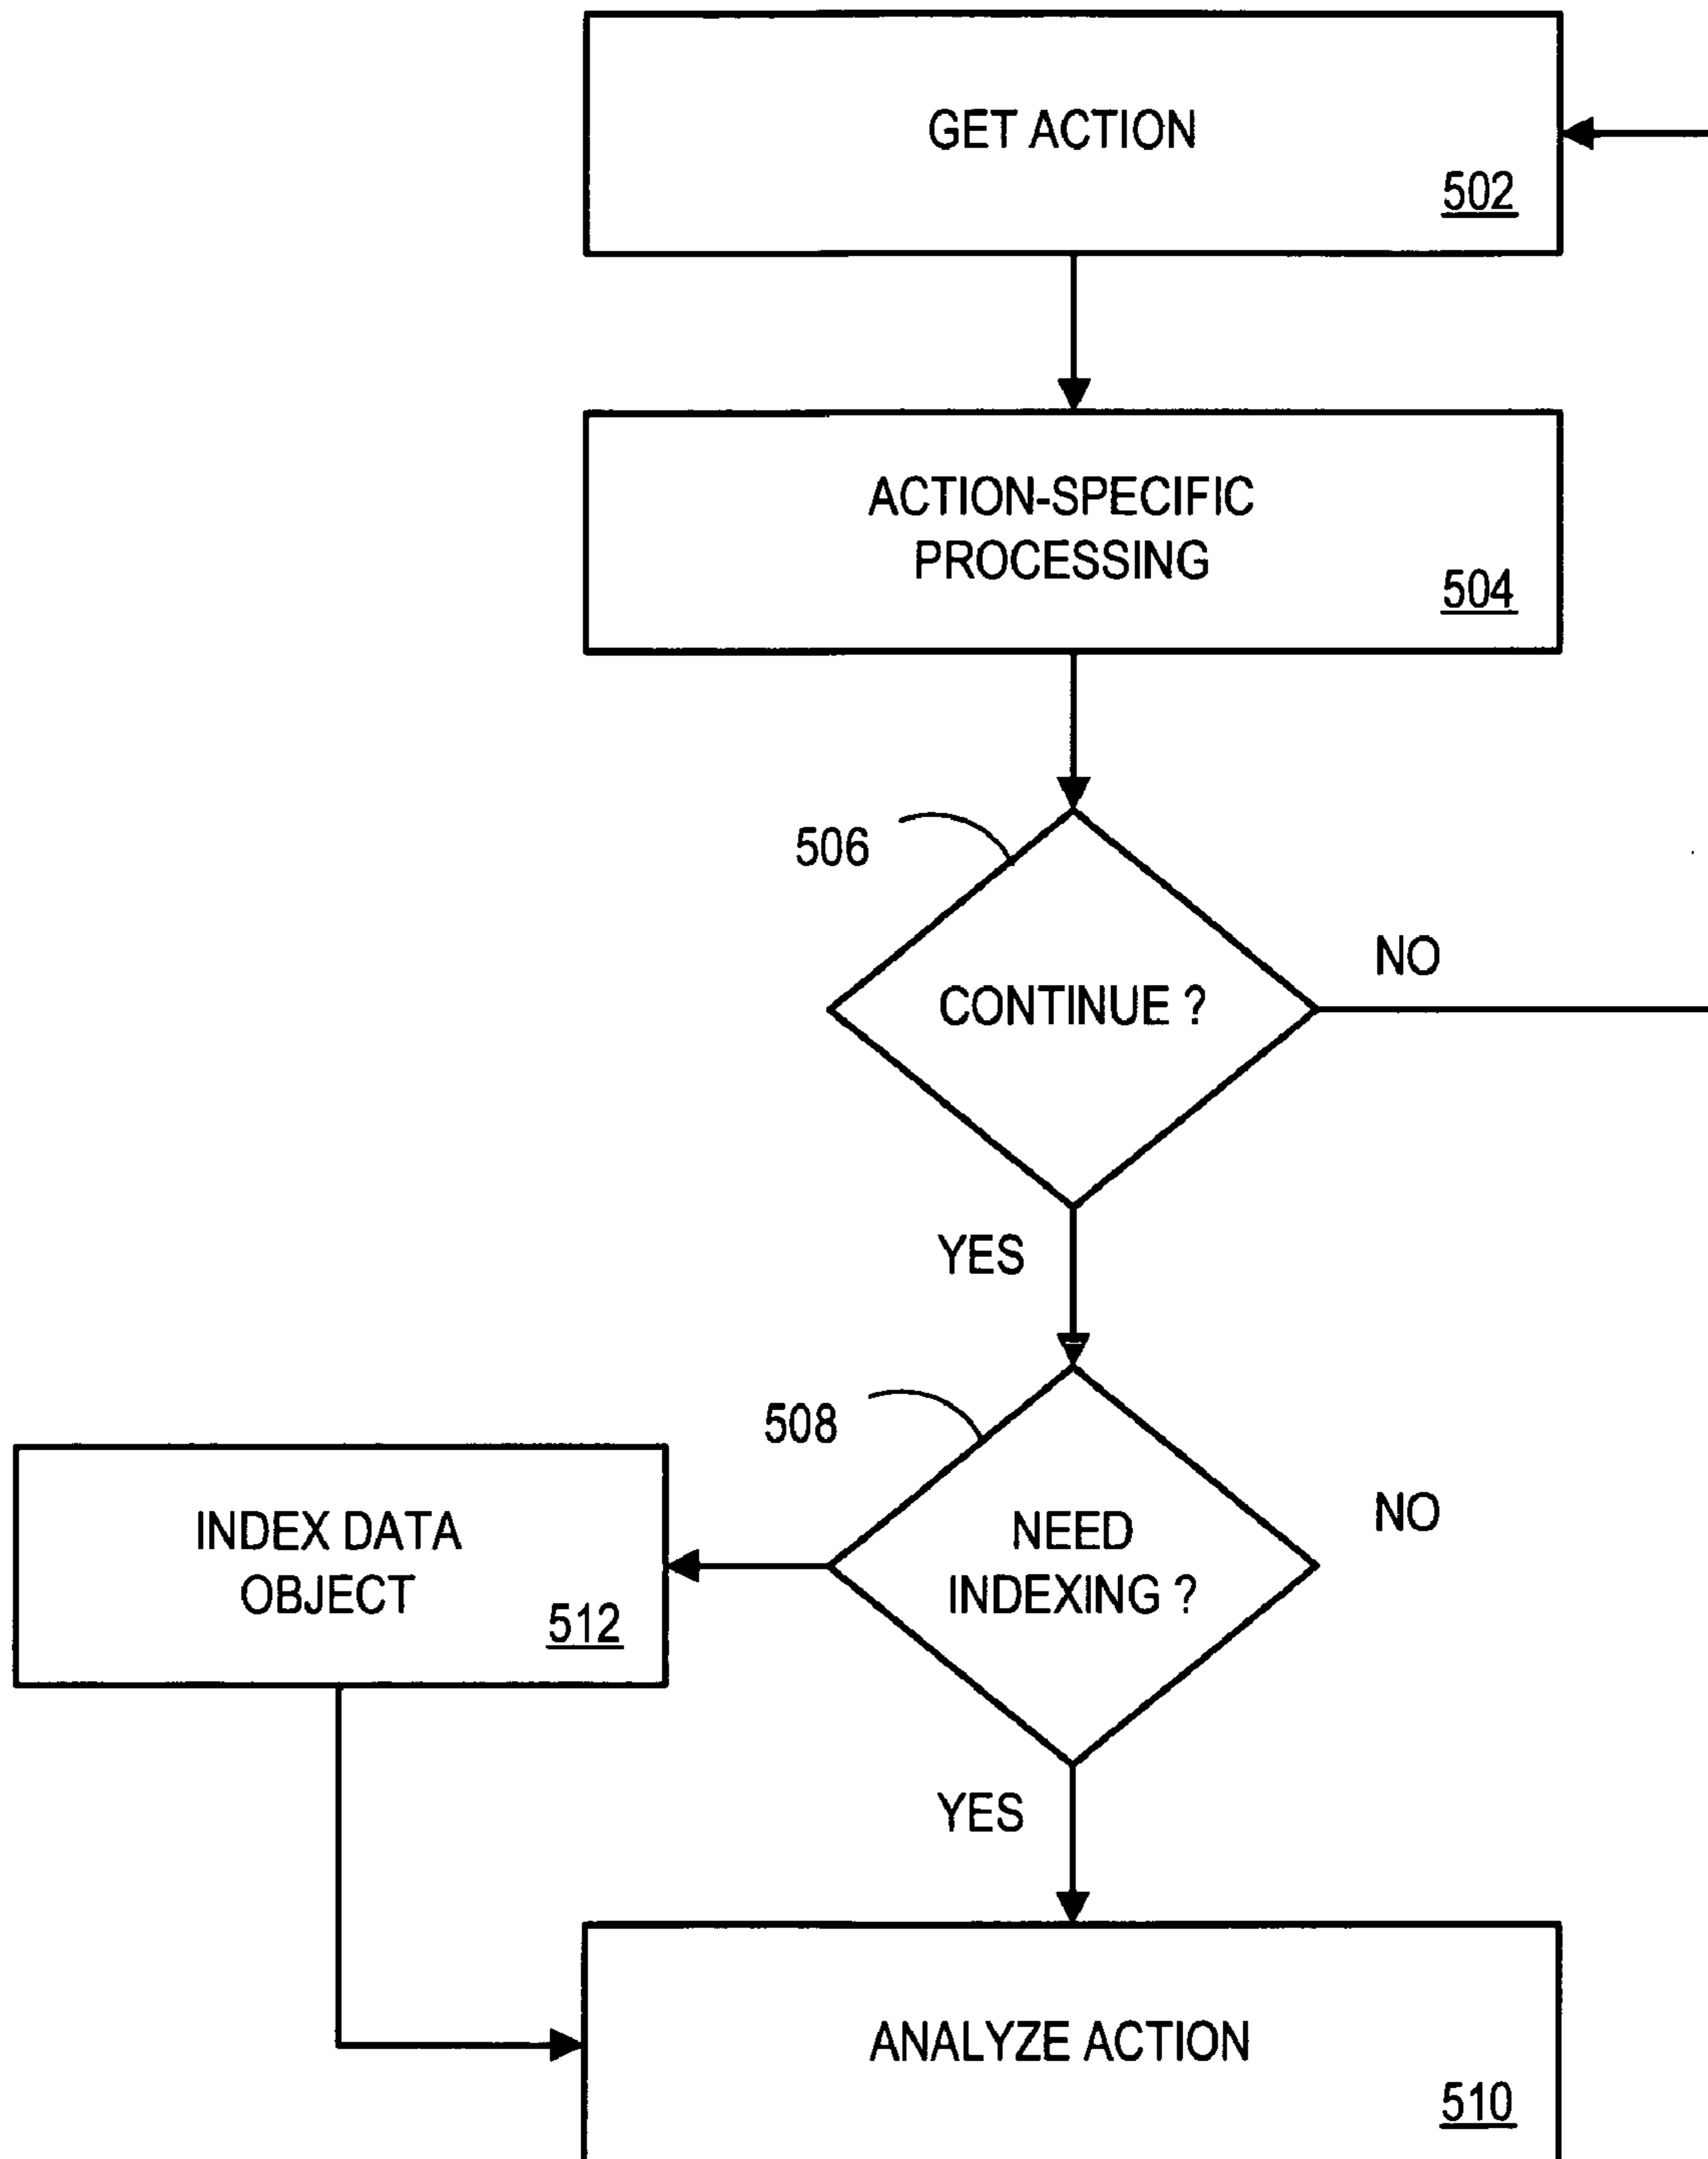 GET ACTION
502
ACTION-SPECIFIC
PROCESSING
504
506
CONTINUE ?
NO
YES
508
NEED
INDEXING ?
NO
INDEX DATA
OBJECT
512
YES
ANALYZE ACTION
510